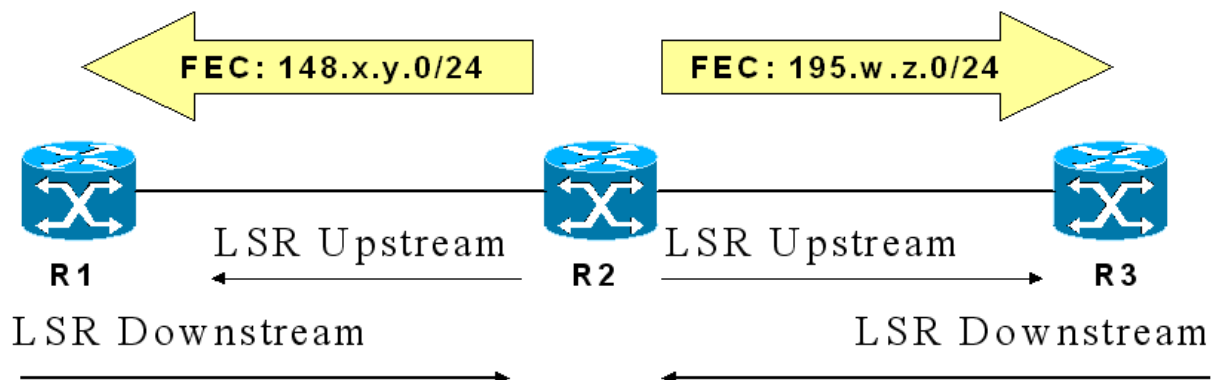 FEC: 148.x.y.0/24
FEC: 195.w.z.0/24
LSR Upstream
LSR Upstream
R1
R2
R3
LSR Downstream
LSR Downstream